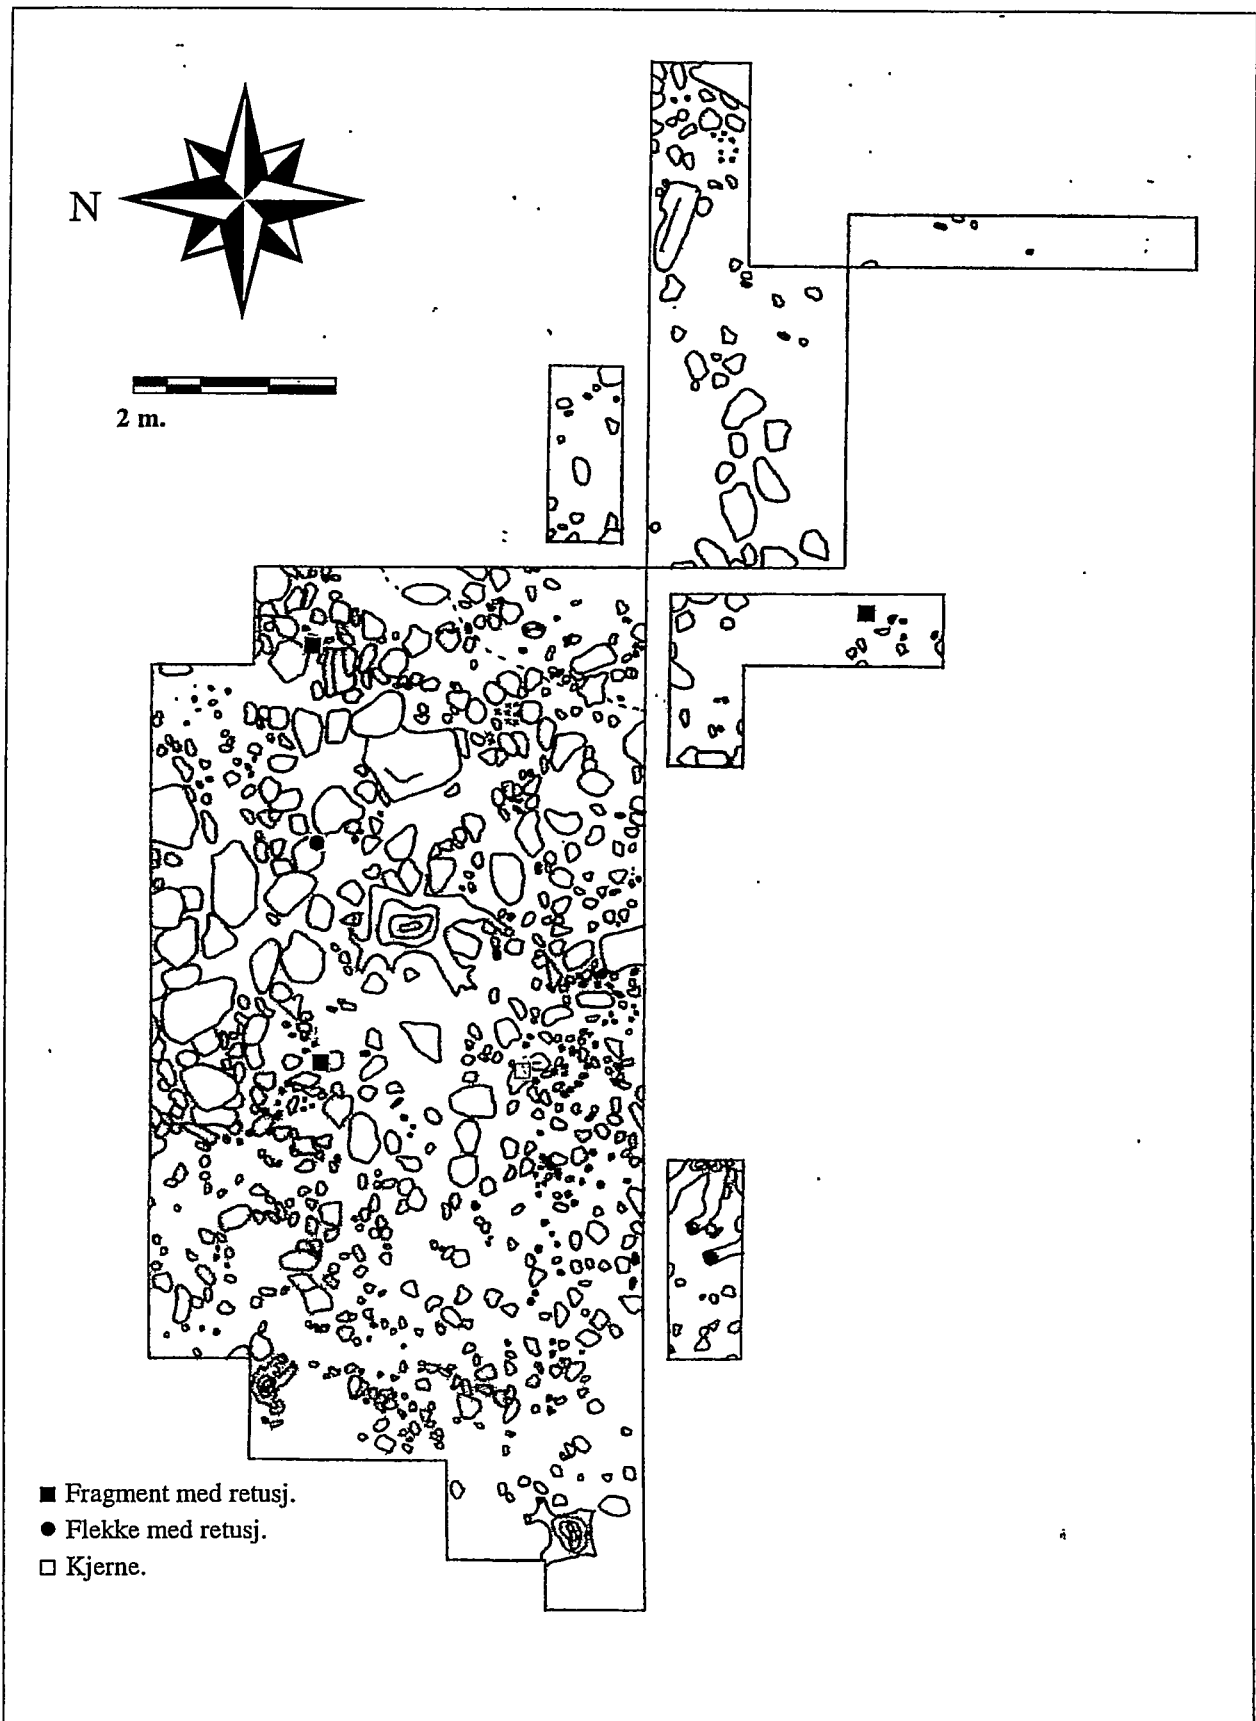 N
2 m.
Fragment med retusj.
Flekke med retusj.
Kjerne.